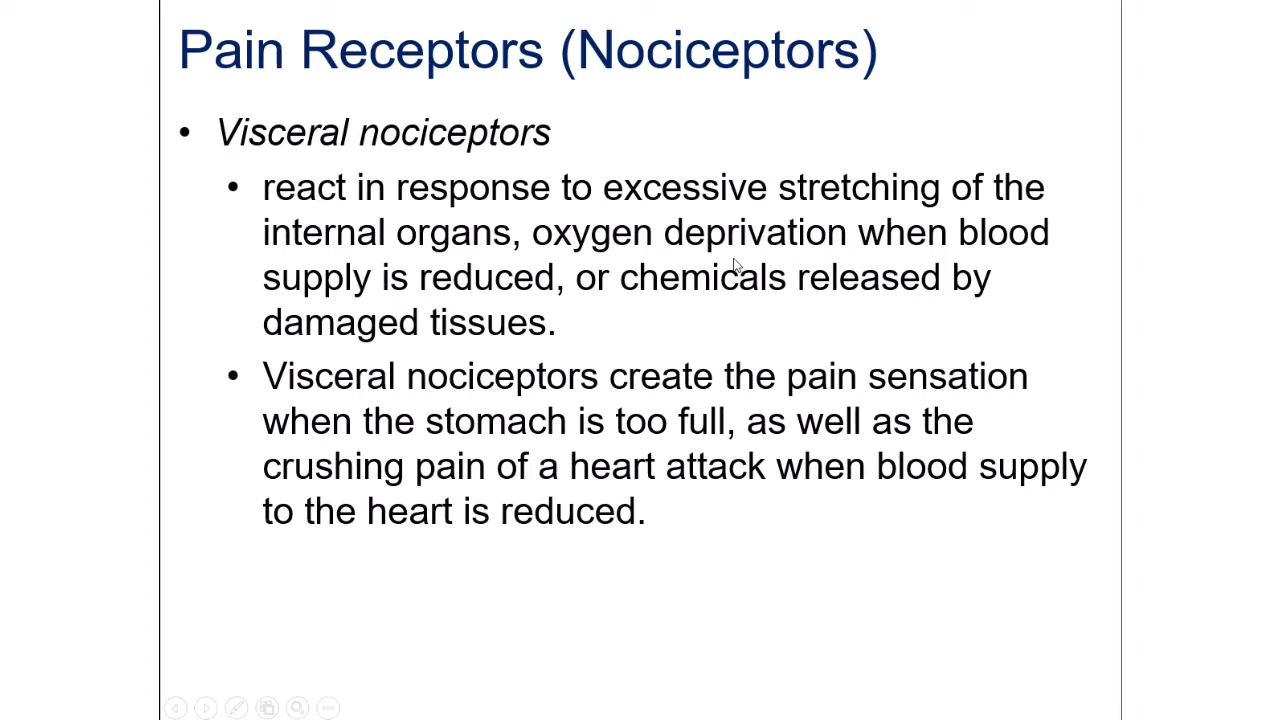 Pain Receptors (Nociceptors)
• Visceral nociceptors
• react in response to excessive stretching of the
internal organs, oxygen deprivation when blood
supply is reduced, or chemicals released by
damaged tissues.
• Visceral nociceptors create the pain sensation
when the stomach is too full, as well as the
crushing pain of a heart attack when blood supply
to the heart is reduced.